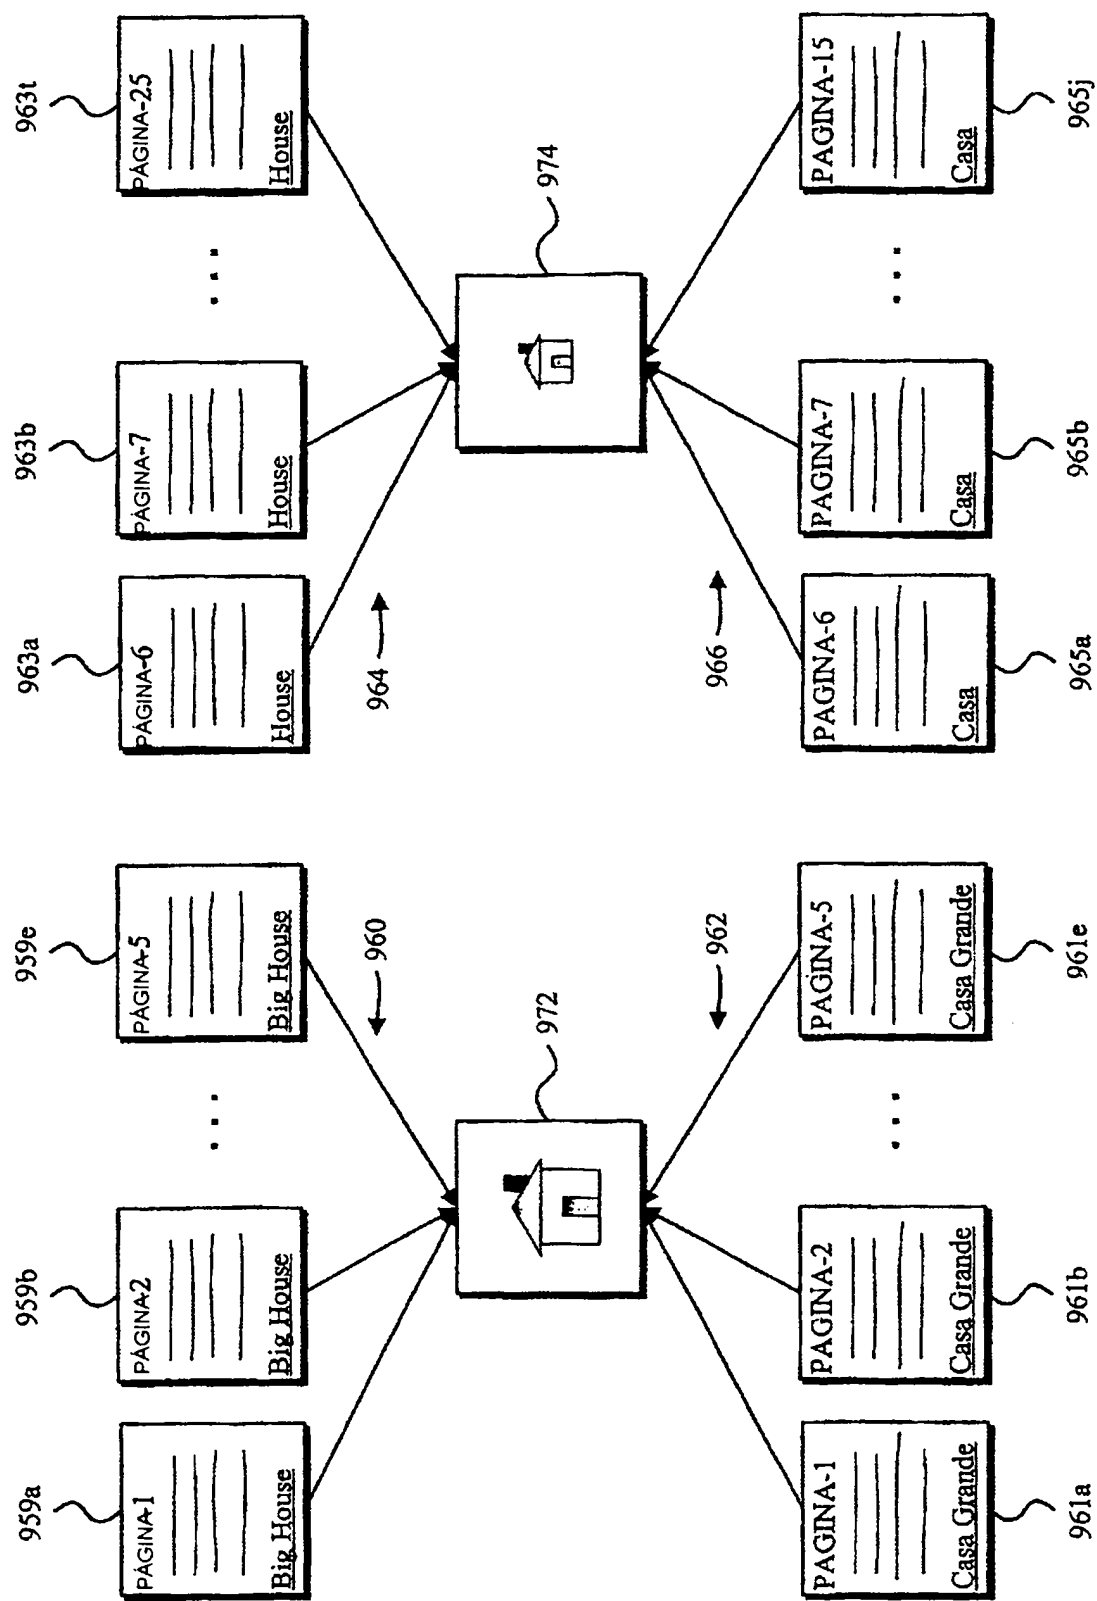 959a 959b 959e 963a 963b 963t
PÁGINA-1 PÁGINA-2 PÁGINA-5 PÁGINA-6 PÁGINA-7 PÁGINA-25
...  ...
Big House Big House Big House House House House
960 964
972 974
962 966
PAGINA-1 PAGINA-2 PAGINA-5 PAGINA-6 PAGINA-7 PAGINA-15
...  ...
Casa Grande Casa Grande Casa Grande Casa Casa Casa
961a 961b 961e 965a 965b 965j